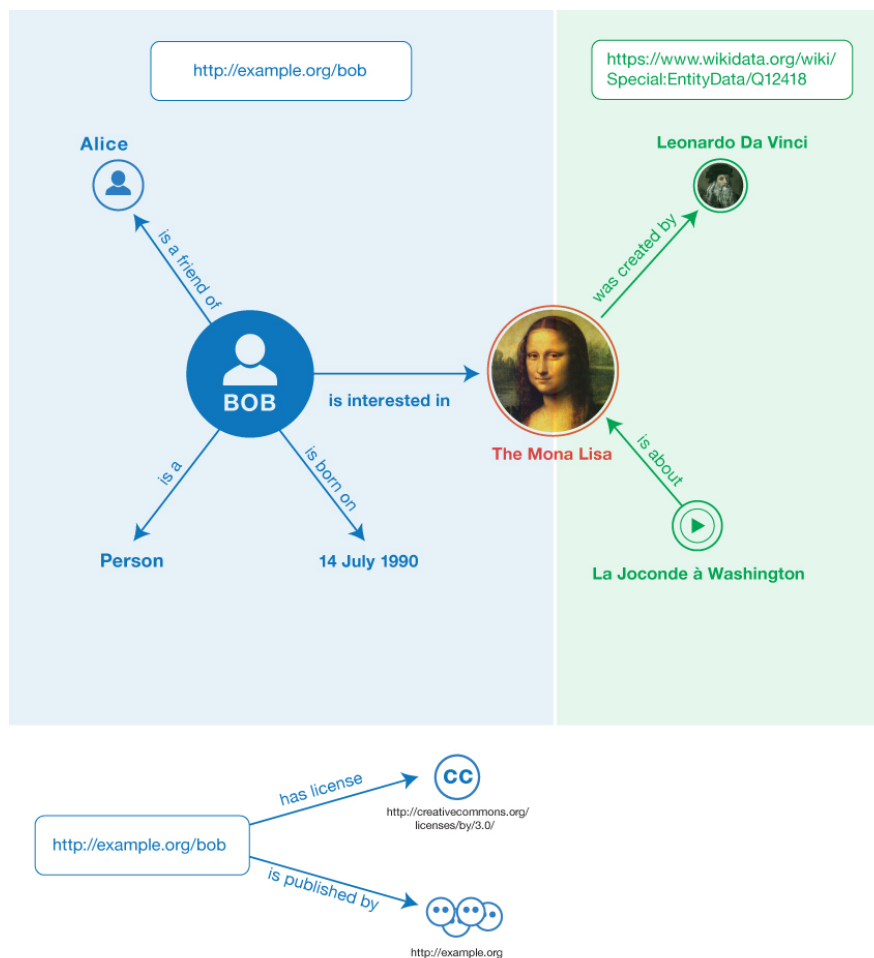 http://example.org/bob
https://www.wikidata.org/wiki/
Special:EntityData/Q12418
Alice
Leonardo Da Vinci
is a friend of
was created by
BOB
is interested in
The Mona Lisa
is a
is born on
is about
Person
14 July 1990
La Joconde à Washington
has license
CC
http://creativecommons.org/
licenses/by/3.0/
http://example.org/bob
is published by
http://example.org